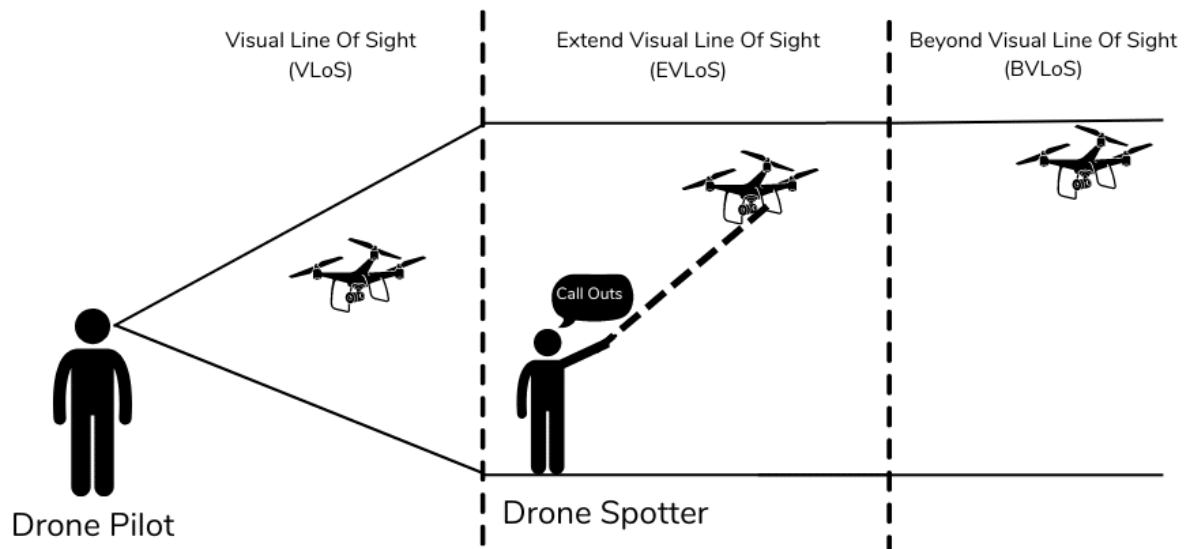 Visual Line Of Sight
(VLoS)
Extend Visual Line Of Sight
(EVLoS)
Beyond Visual Line Of Sight
(BVLoS)
Call Outs
Drone Pilot
Drone Spotter